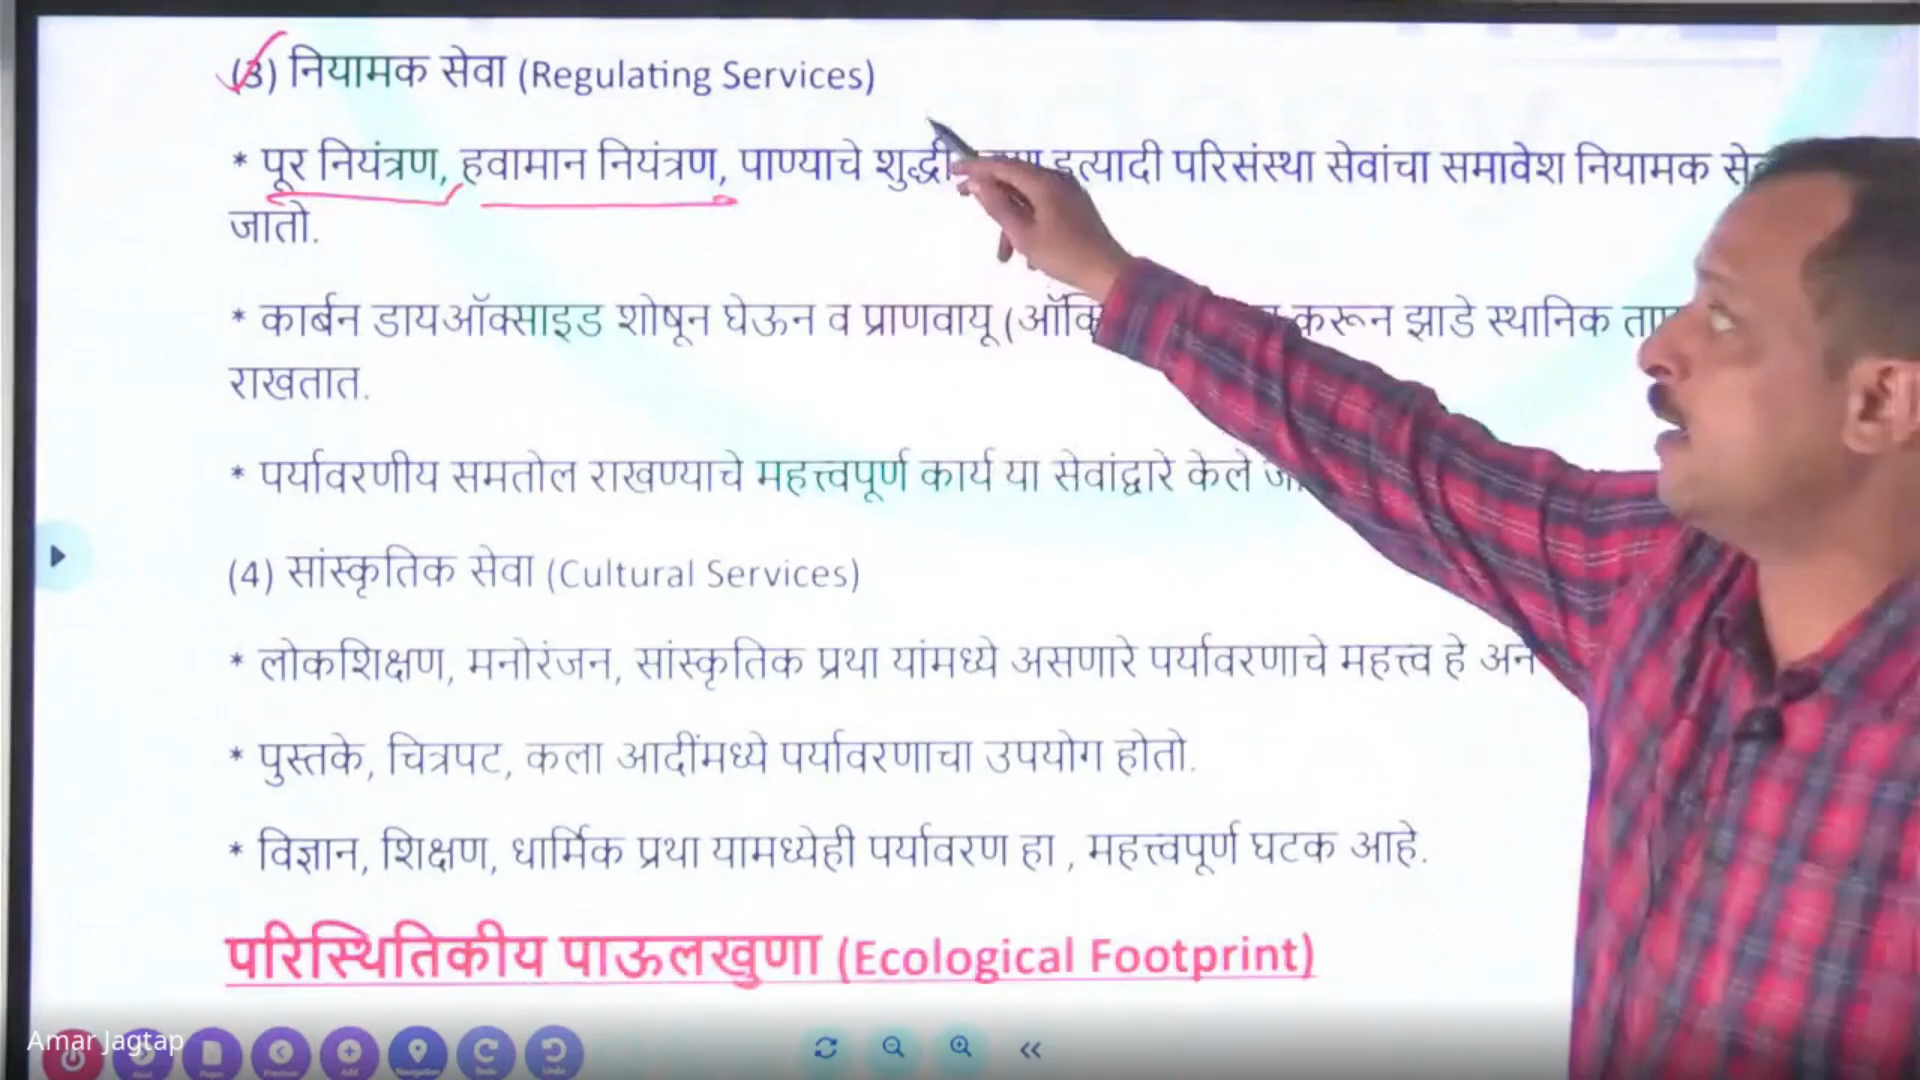 (3) नियामक सेवा (Regulating Services)
* पूर नियंत्रण, हवामान नियंत्रण, पाण्याचे इत्यादी परिसंस्था सेवांचा समावेश नियामक
जातो.
* कार्बन डायऑक्साइड शोषून घेऊन व प्राणवायू करून झाडे स्थानिक
राखतात.
* पर्यावरणीय समतोल राखण्याचे महत्त्वपूर्ण कार्य या सेवांद्वारे केले
(4) सांस्कृतिक सेवा (Cultural Services)
* लोकशिक्षण, मनोरंजन, सांस्कृतिक प्रथा यांमध्ये असणारे पर्यावरणाचे महत्त्व हे
* पुस्तके, चित्रपट, कला आदींमध्ये पर्यावरणाचा उपयोग होतो.
* विज्ञान, शिक्षण, धार्मिक प्रथा यामध्येही पर्यावरण हा , महत्त्वपूर्ण घटक आहे.
परिस्थितिकीय पाऊलखुणा (Ecological Footprint)
Amar Jagtap